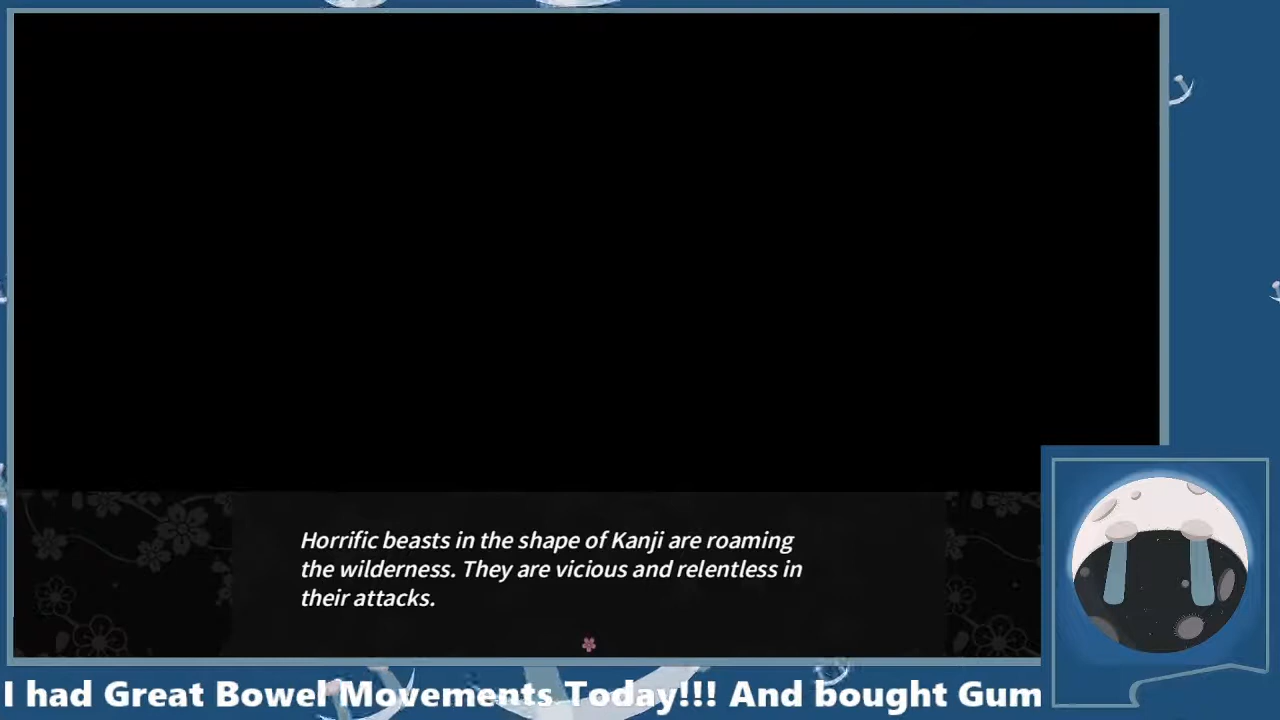 Horrific beasts in the shape of Kanji are roaming
the wilderness. They are vicious and relentless in
their attacks.
I had Great Bowel Movements Today!!! And bought Gum